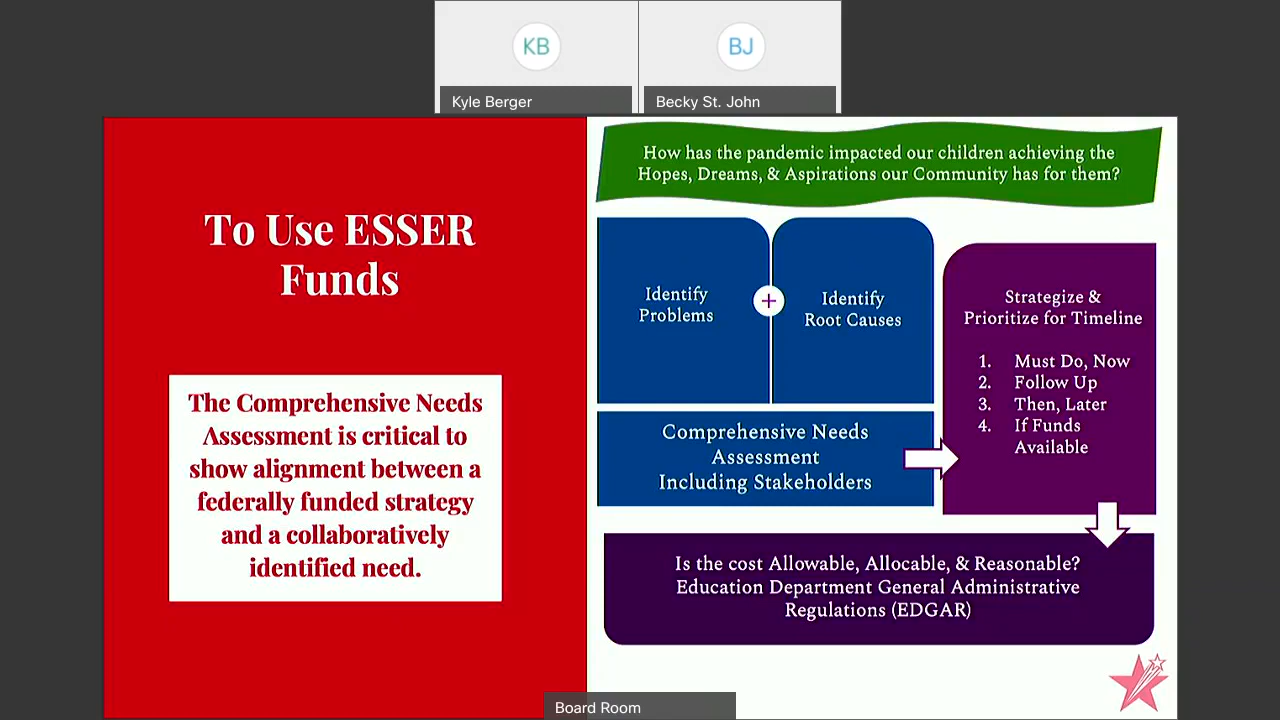 KB
BJ
Kyle Berger
Becky St. John
To Use ESSER
Funds
The Comprehensive Needs
Assessment is critical to
show alignment between a
federally funded strategy
and a collaboratively
identified need.
How has the pandemic impacted our children achieving the
Hopes, Dreams, & Aspirations our Community has for them?
Identify
Problems
+
Identify
Root Causes
Comprehensive Needs
Assessment
Including Stakeholders
Strategize &
Prioritize for Timeline
1. Must Do, Now
2. Follow Up
3. Then, Later
4. If Funds
Available
Is the cost Allowable, Allocable, & Reasonable?
Education Department General Administrative
Regulations (EDGAR)
Board Room